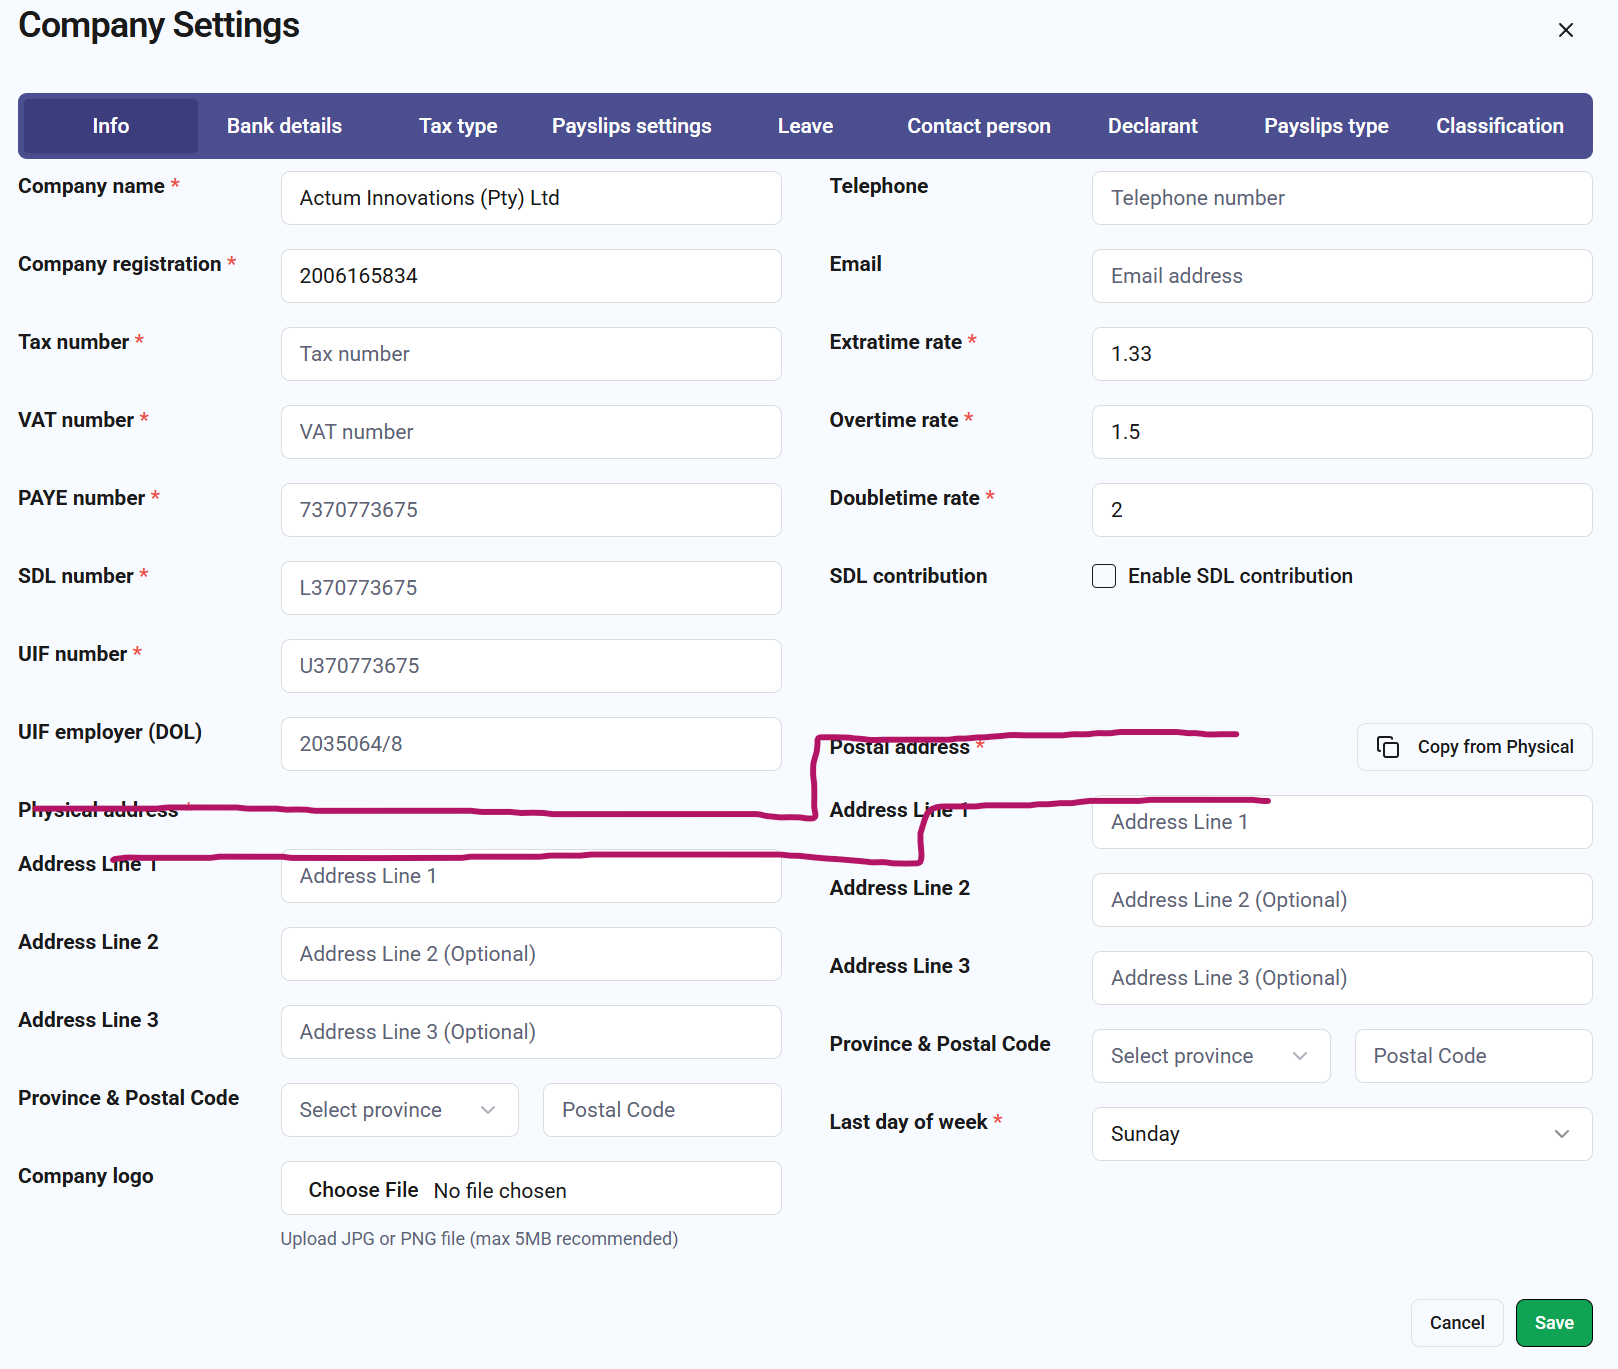 Company Settings
Info Bank details Tax type Payslips settings Leave Contact person Declarant Payslips type Classification
Company name * Actum Innovations (Pty) Ltd
Company registration * 2006165834
Tax number * Tax number
VAT number * VAT number
PAYE number * 7370773675
SDL number * L370773675
UIF number * U370773675
UIF employer (DOL) 2035064/8
Physical address *
Address Line 1 Address Line 1
Address Line 2 Address Line 2 (Optional)
Address Line 3 Address Line 3 (Optional)
Province & Postal Code Select province Postal Code
Company logo Choose File No file chosen
Upload JPG or PNG file (max 5MB recommended)
Telephone Telephone number
Email Email address
Extratime rate * 1.33
Overtime rate * 1.5
Doubletime rate * 2
SDL contribution Enable SDL contribution
Postal address * Copy from Physical
Address Line 1 Address Line 1
Address Line 2 Address Line 2 (Optional)
Address Line 3 Address Line 3 (Optional)
Province & Postal Code Select province Postal Code
Last day of week * Sunday
Cancel Save